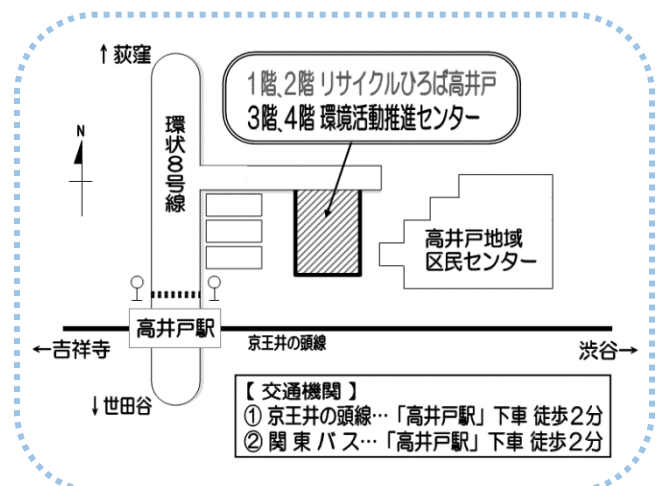 ↑荻窪
1階、2階 リサイクルひろば高井戸
3階、4階 環境活動推進センター
N
環状8号線
高井戸地域
区民センター
高井戸駅
←吉祥寺
京王井の頭線
渋谷→
↓世田谷
【 交通機関 】
① 京王井の頭線…「高井戸駅」下車 徒歩2分
② 関東バス…「高井戸駅」下車 徒歩2分